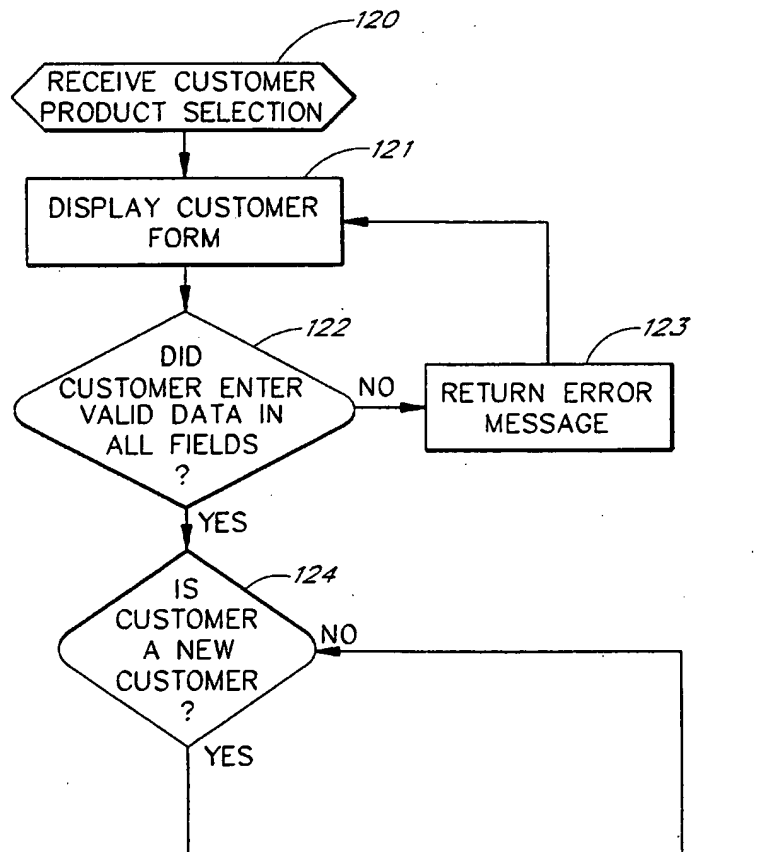 120
RECEIVE CUSTOMER
PRODUCT SELECTION
121
DISPLAY CUSTOMER
FORM
122
DID
CUSTOMER ENTER
VALID DATA IN
ALL FIELDS
?
NO
123
RETURN ERROR
MESSAGE
YES
124
IS
CUSTOMER
A NEW
CUSTOMER
?
NO
YES